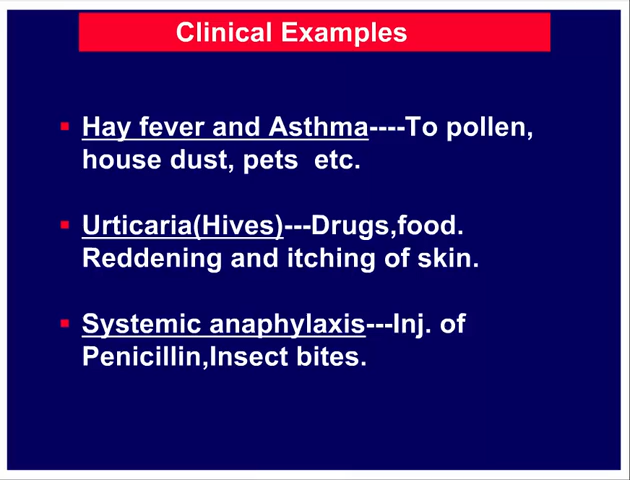 Clinical Examples
▪ Hay fever and Asthma----To pollen,
house dust, pets  etc.
▪ Urticaria(Hives)---Drugs,food.
Reddening and itching of skin.
▪ Systemic anaphylaxis---Inj. of
Penicillin,Insect bites.